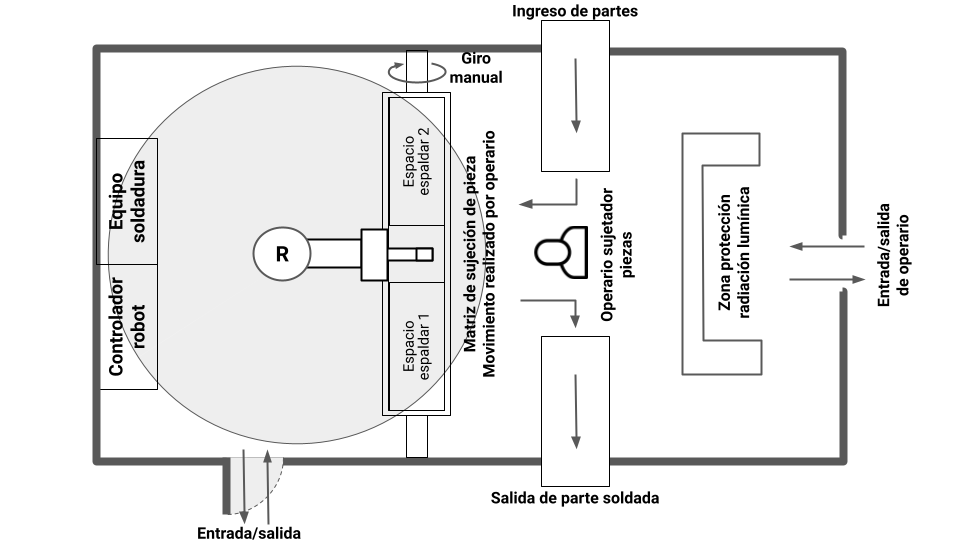 Ingreso de partes
Giro
manual
Equipo
soldadura
Controlador
robot
R
Espacio
espaldar 2
Espacio
espaldar 1
Matriz de sujeción de pieza
Movimiento realizado por operario
Operario sujetador
piezas
Zona protección
radiación lumínica
Entrada/salida
de operario
Salida de parte soldada
Entrada/salida